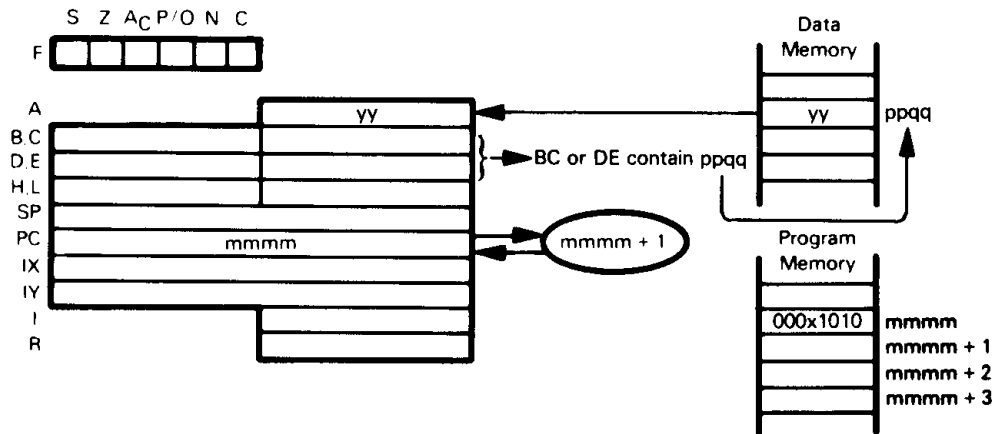 S Z AC P/O N C
F
A
yy
B,C
D,E
H,L
SP
PC
mmmm
IX
IY
I
R
BC or DE contain ppqq
mmmm + 1
Data
Memory
yy
ppqq
Program
Memory
000x1010
mmmm
mmmm + 1
mmmm + 2
mmmm + 3